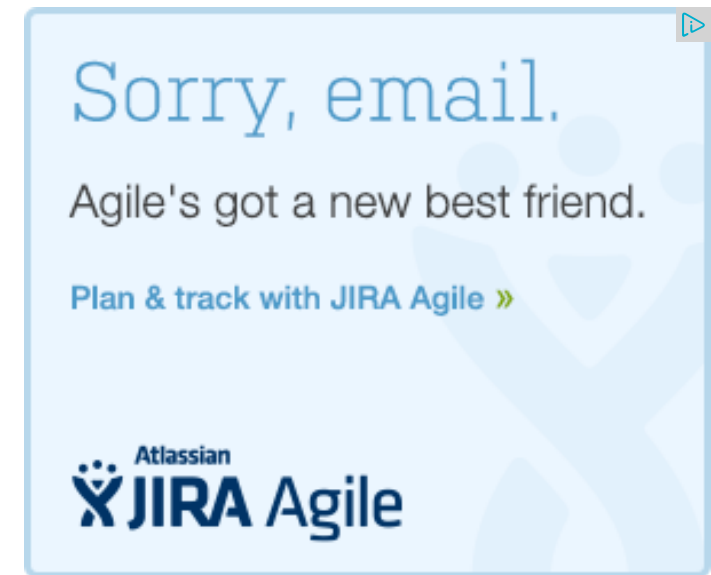 Sorry, email.
Agile's got a new best friend.
Plan & track with JIRA Agile »
Atlassian
JIRA Agile